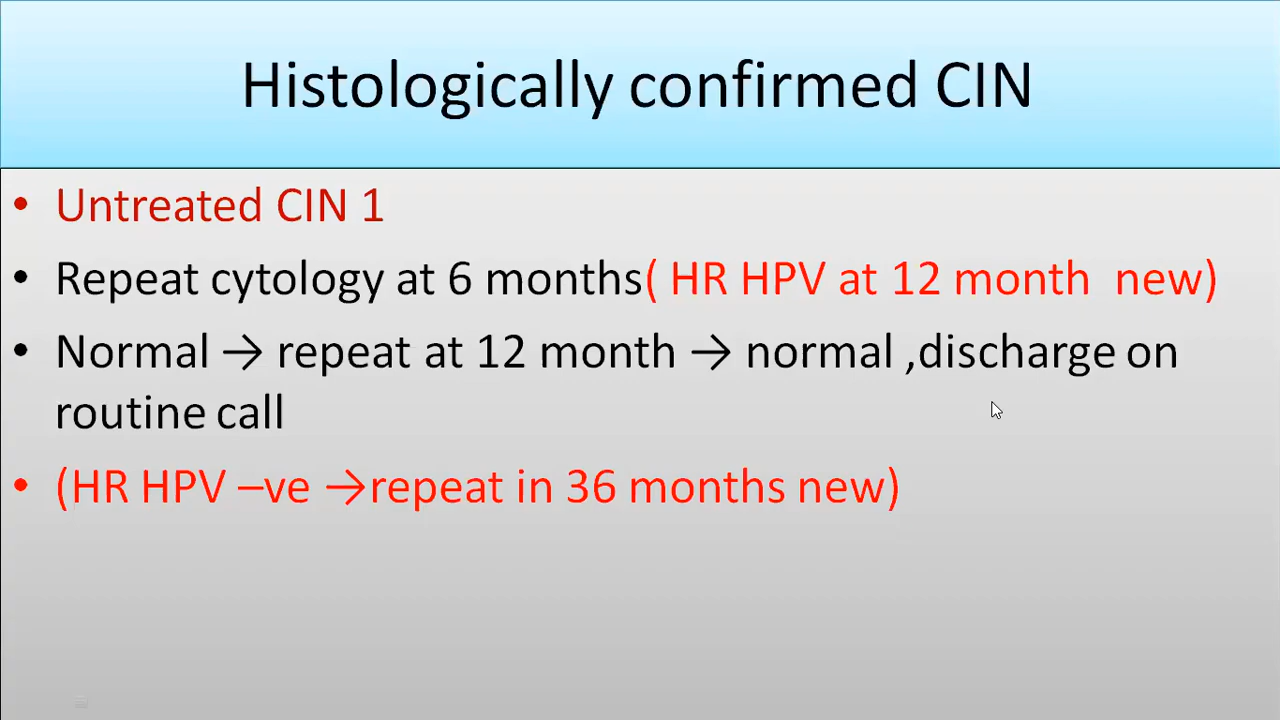 Histologically confirmed CIN
• Untreated CIN 1
• Repeat cytology at 6 months( HR HPV at 12 month new)
• Normal → repeat at 12 month → normal ,discharge on
routine call
• (HR HPV –ve →repeat in 36 months new)